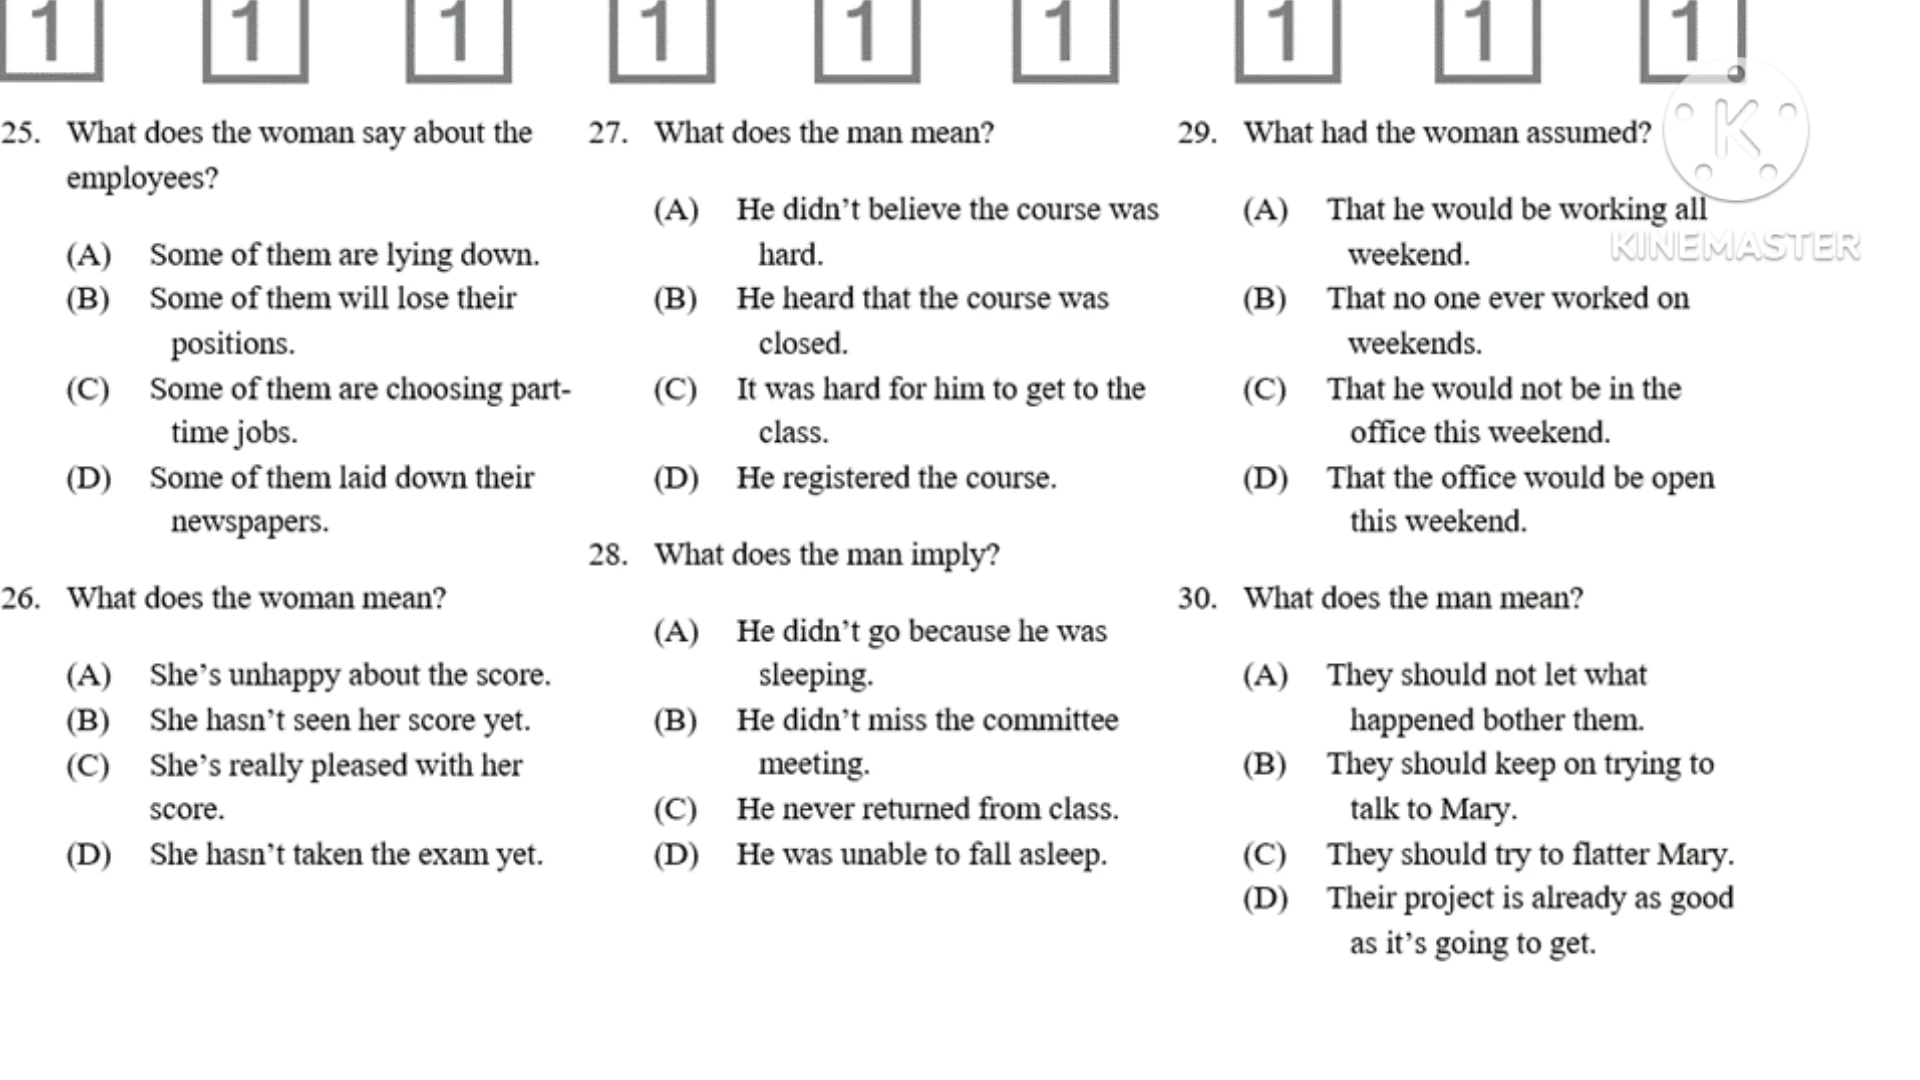 1 1 1 1 1 1 1 1 1
25. What does the woman say about the
employees?
(A) Some of them are lying down.
(B) Some of them will lose their
positions.
(C) Some of them are choosing part-
time jobs.
(D) Some of them laid down their
newspapers.
26. What does the woman mean?
(A) She's unhappy about the score.
(B) She hasn't seen her score yet.
(C) She's really pleased with her
score.
(D) She hasn't taken the exam yet.
27. What does the man mean?
(A) He didn't believe the course was
hard.
(B) He heard that the course was
closed.
(C) It was hard for him to get to the
class.
(D) He registered the course.
28. What does the man imply?
(A) He didn't go because he was
sleeping.
(B) He didn't miss the committee
meeting.
(C) He never returned from class.
(D) He was unable to fall asleep.
29. What had the woman assumed?
(A) That he would be working all
weekend.
(B) That no one ever worked on
weekends.
(C) That he would not be in the
office this weekend.
(D) That the office would be open
this weekend.
30. What does the man mean?
(A) They should not let what
happened bother them.
(B) They should keep on trying to
talk to Mary.
(C) They should try to flatter Mary.
(D) Their project is already as good
as it's going to get.
K
KINEMASTER